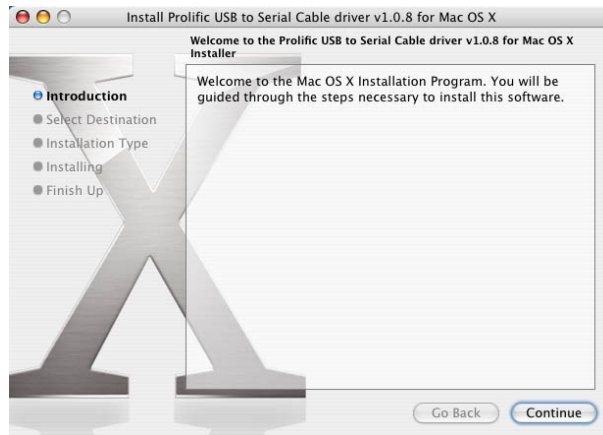 Install Prolific USB to Serial Cable driver v1.0.8 for Mac OS X
Welcome to the Prolific USB to Serial Cable driver v1.0.8 for Mac OS X
Installer
Introduction
Select Destination
Installation Type
Installing
Finish Up
Welcome to the Mac OS X Installation Program. You will be
guided through the steps necessary to install this software.
Go Back
Continue